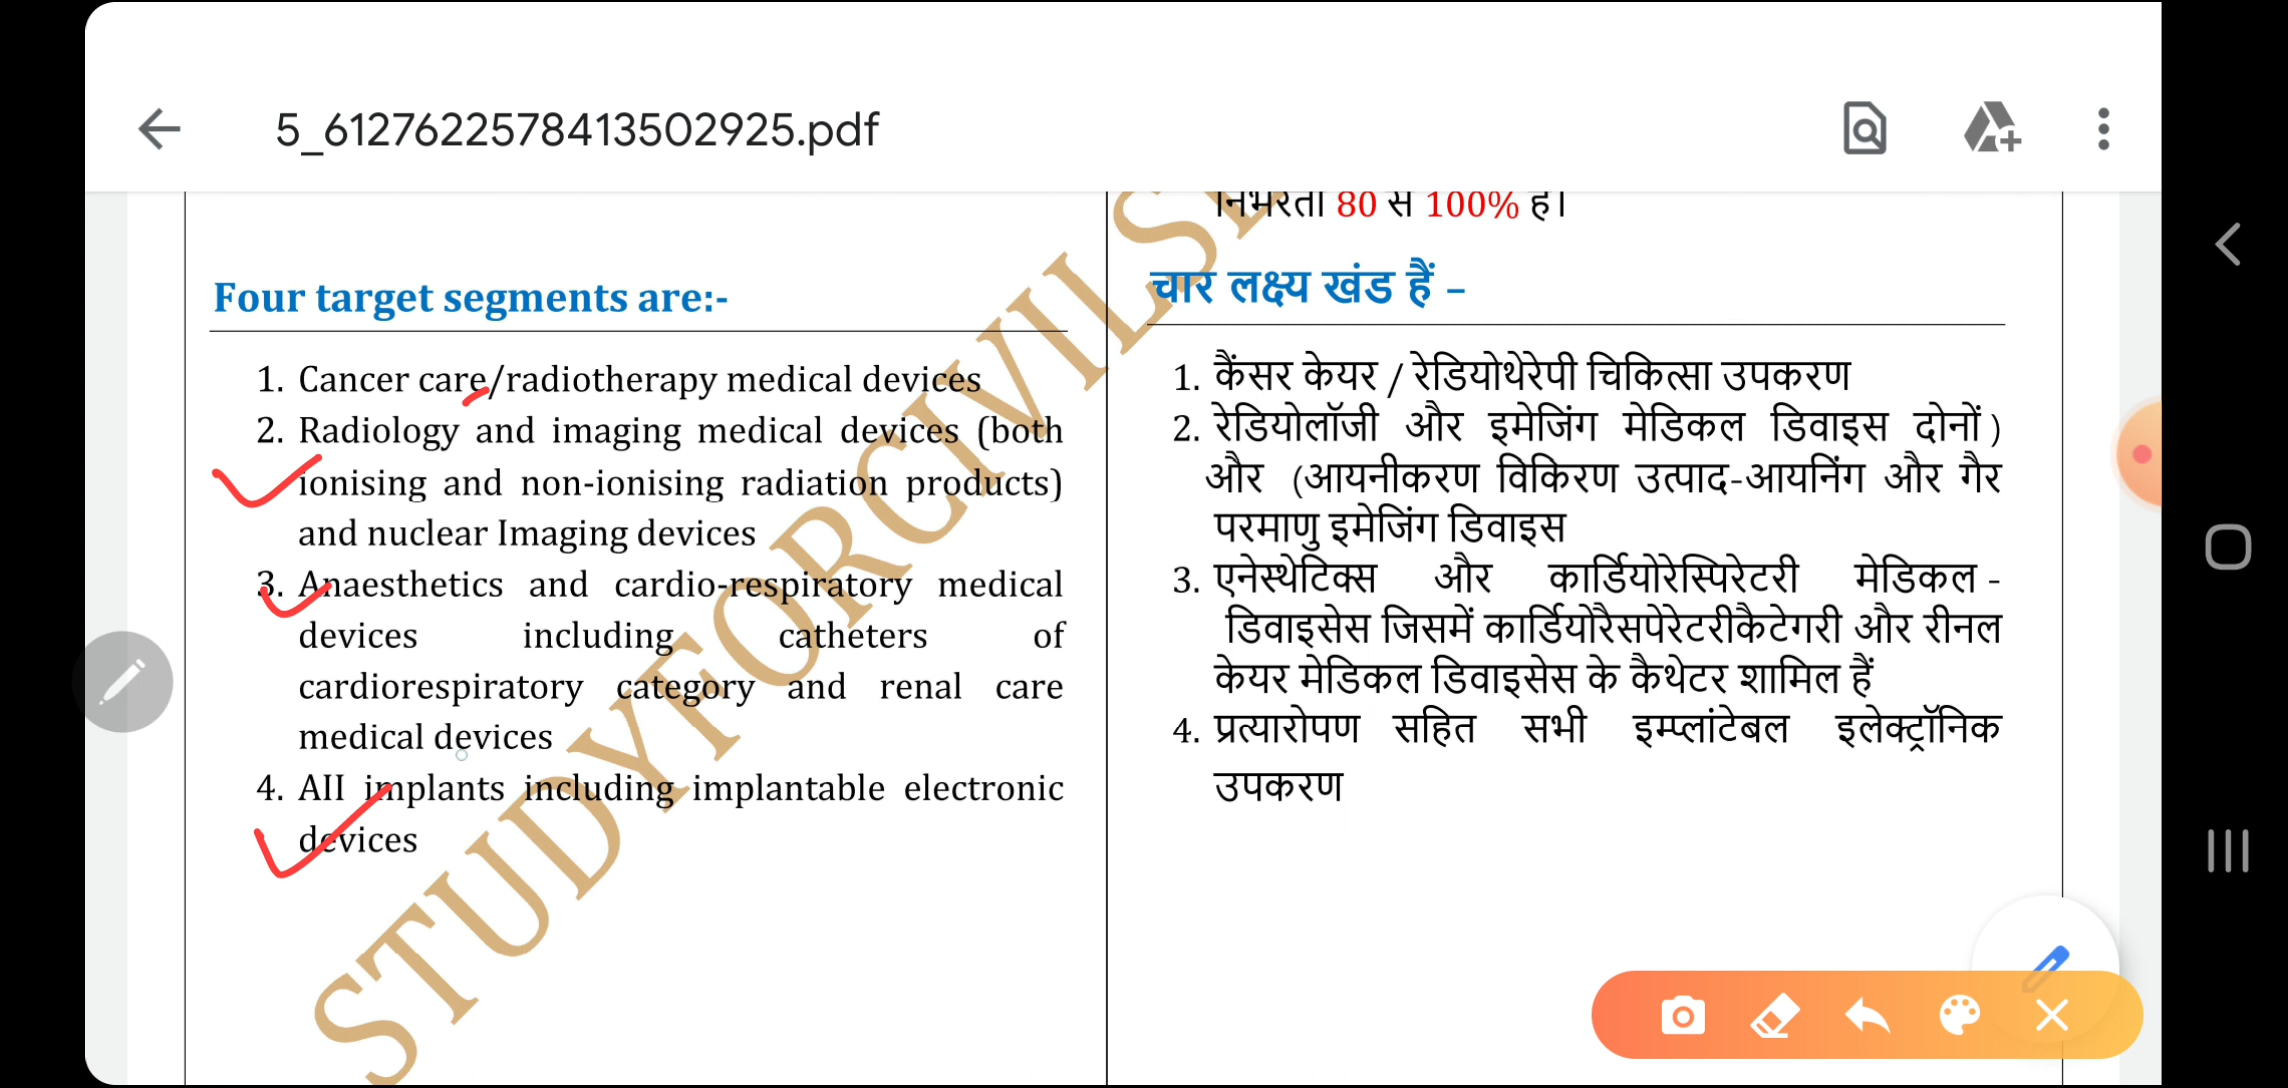 5_6127622578413502925.pdf
निर्भरता 80 से 100% है।
Four target segments are:-
1. Cancer care/radiotherapy medical devices
2. Radiology and imaging medical devices (both
ionising and non-ionising radiation products)
and nuclear Imaging devices
3. Anaesthetics and cardio-respiratory medical
devices including catheters of
cardiorespiratory category and renal care
medical devices
4. AII implants including implantable electronic
devices
चार लक्ष्य खंड हैं –
1. कैंसर केयर / रेडियोथेरेपी चिकित्सा उपकरण
2. रेडियोलॉजी और इमेजिंग मेडिकल डिवाइस दोनों)
और (आयनीकरण विकिरण उत्पाद-आयनिंग और गैर
परमाणु इमेजिंग डिवाइस
3. एनेस्थेटिक्स और कार्डियोरेस्पिरेटरी मेडिकल -
डिवाइसेस जिसमें कार्डियोरैसपेरेटरीकैटेगरी और रीनल
केयर मेडिकल डिवाइसेस के कैथेटर शामिल हैं
4. प्रत्यारोपण सहित सभी इम्प्लांटेबल इलेक्ट्रॉनिक
उपकरण
STUDYFORCIVILS